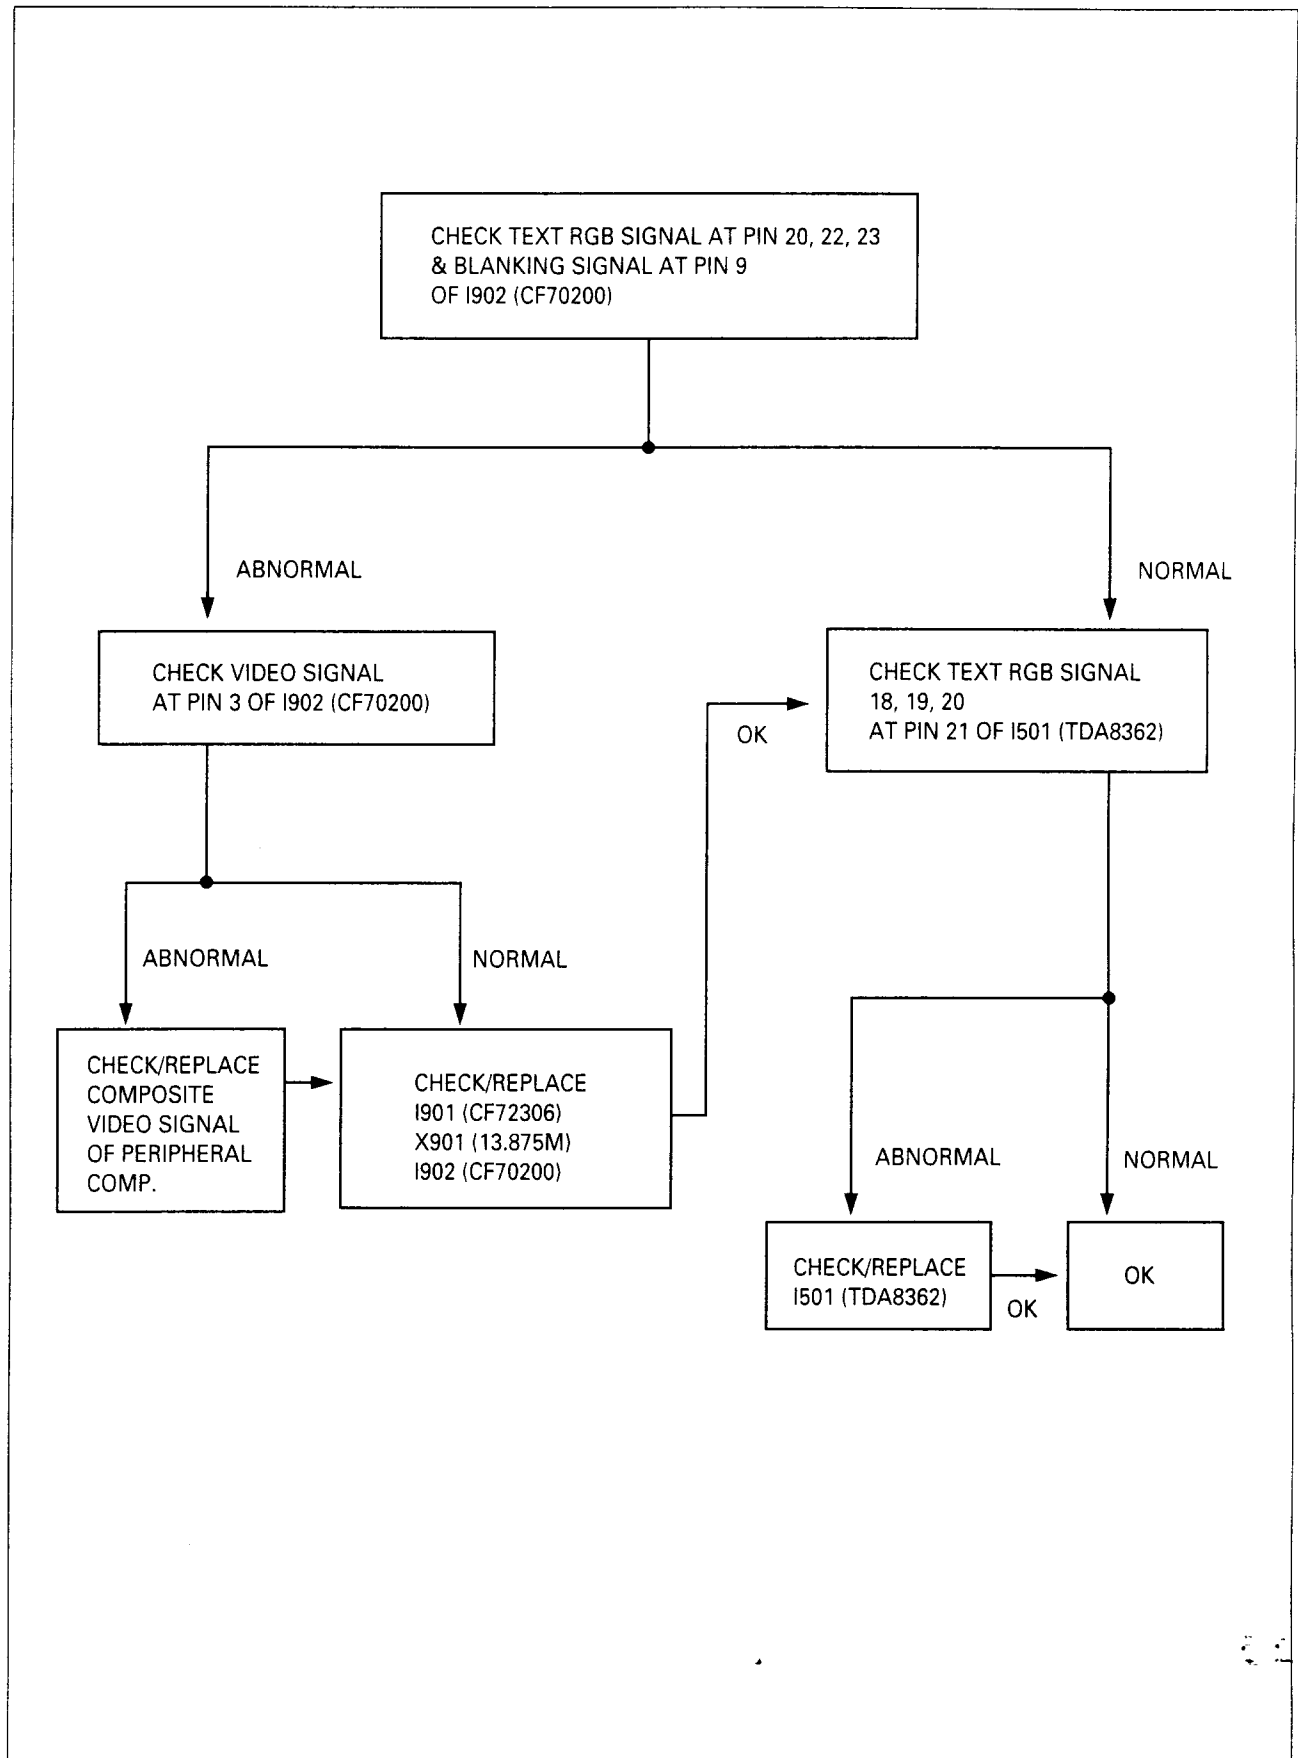 CHECK TEXT RGB SIGNAL AT PIN 20, 22, 23
& BLANKING SIGNAL AT PIN 9
OF I902 (CF70200)
ABNORMAL
NORMAL
CHECK VIDEO SIGNAL
AT PIN 3 OF I902 (CF70200)
CHECK TEXT RGB SIGNAL
18, 19, 20
AT PIN 21 OF I501 (TDA8362)
OK
ABNORMAL
NORMAL
CHECK/REPLACE
COMPOSITE
VIDEO SIGNAL
OF PERIPHERAL
COMP.
CHECK/REPLACE
I901 (CF72306)
X901 (13.875M)
I902 (CF70200)
ABNORMAL
NORMAL
CHECK/REPLACE
I501 (TDA8362)
OK
OK